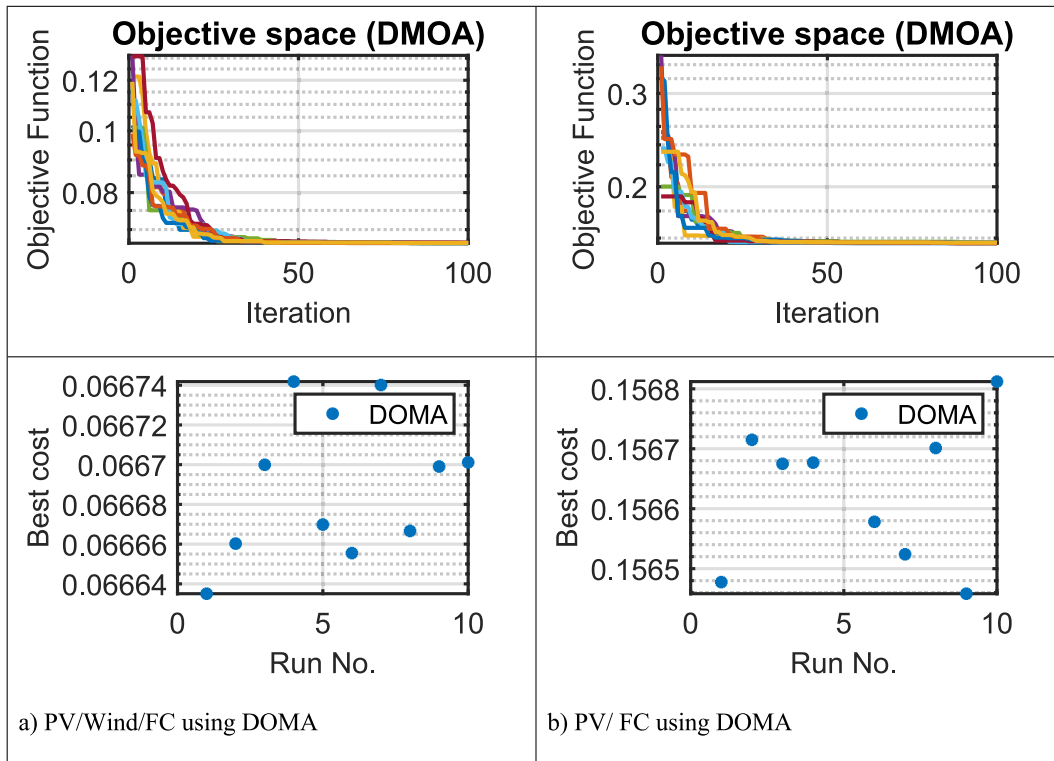 Objective space (DMOA)
Objective Function
0.12
0.1
0.08
0
50
100
Iteration
Objective space (DMOA)
Objective Function
0.3
0.2
0
50
100
Iteration
Best cost
0.06674
0.06672
0.0667
0.06668
0.06666
0.06664
DOMA
0
5
10
Run No.
a) PV/Wind/FC using DOMA
Best cost
0.1568
0.1567
0.1566
0.1565
DOMA
0
5
10
Run No.
b) PV/ FC using DOMA